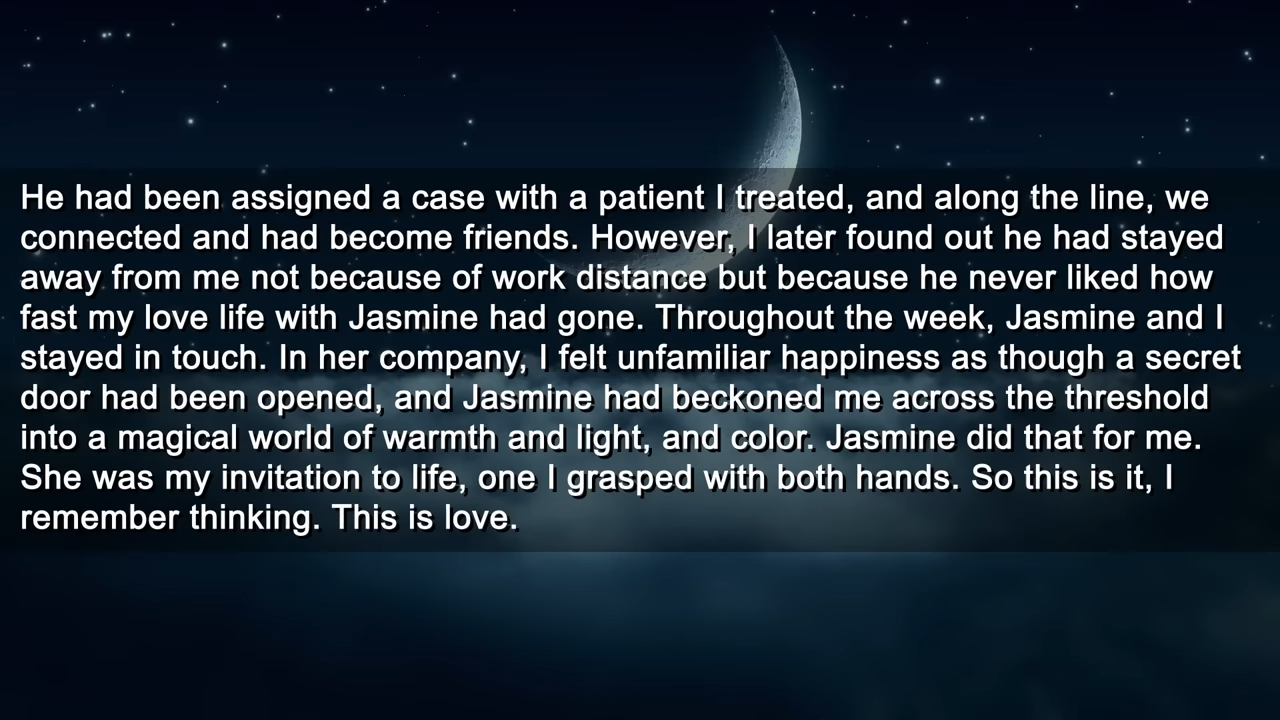 He had been assigned a case with a patient I treated, and along the line, we
connected and had become friends. However, I later found out he had stayed
away from me not because of work distance but because he never liked how
fast my love life with Jasmine had gone. Throughout the week, Jasmine and I
stayed in touch. In her company, I felt unfamiliar happiness as though a secret
door had been opened, and Jasmine had beckoned me across the threshold
into a magical world of warmth and light, and color. Jasmine did that for me.
She was my invitation to life, one I grasped with both hands. So this is it, I
remember thinking. This is love.